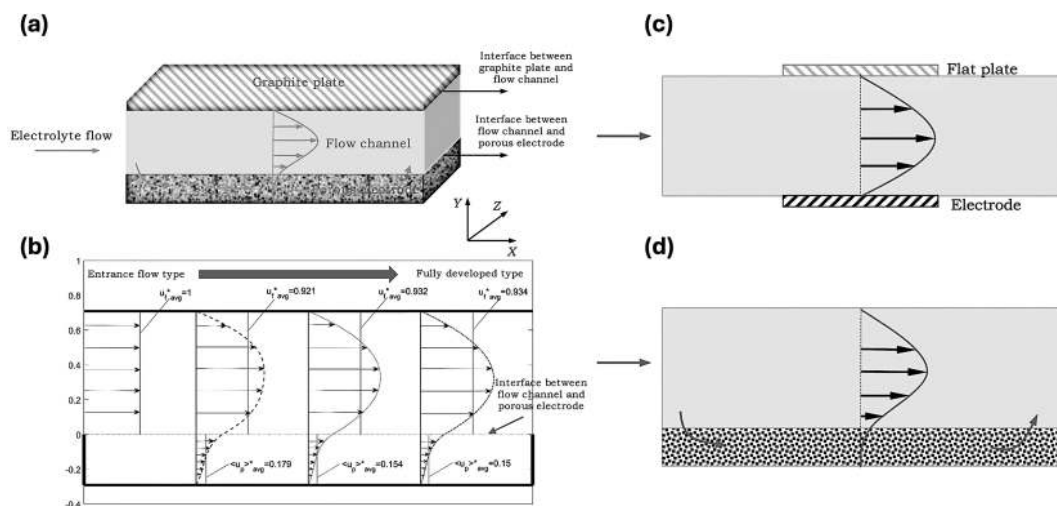 (a)
Interface between
graphite plate and
flow channel
Graphite plate
Electrolyte flow
Flow channel
Interface between
flow channel and
porous electrode
Y
Z
X
(b)
1
0.8
0.6
0.4
0.2
0
-0.2
-0.4
Entrance flow type
Fully developed type
u*f,avg=1
u*f,avg=0.921
u*f,avg=0.932
u*f,avg=0.934
Interface between
flow channel and
porous electrode
<up>*avg=0.179
<up>*avg=0.154
<up>*avg=0.15
(c)
Flat plate
Electrode
(d)